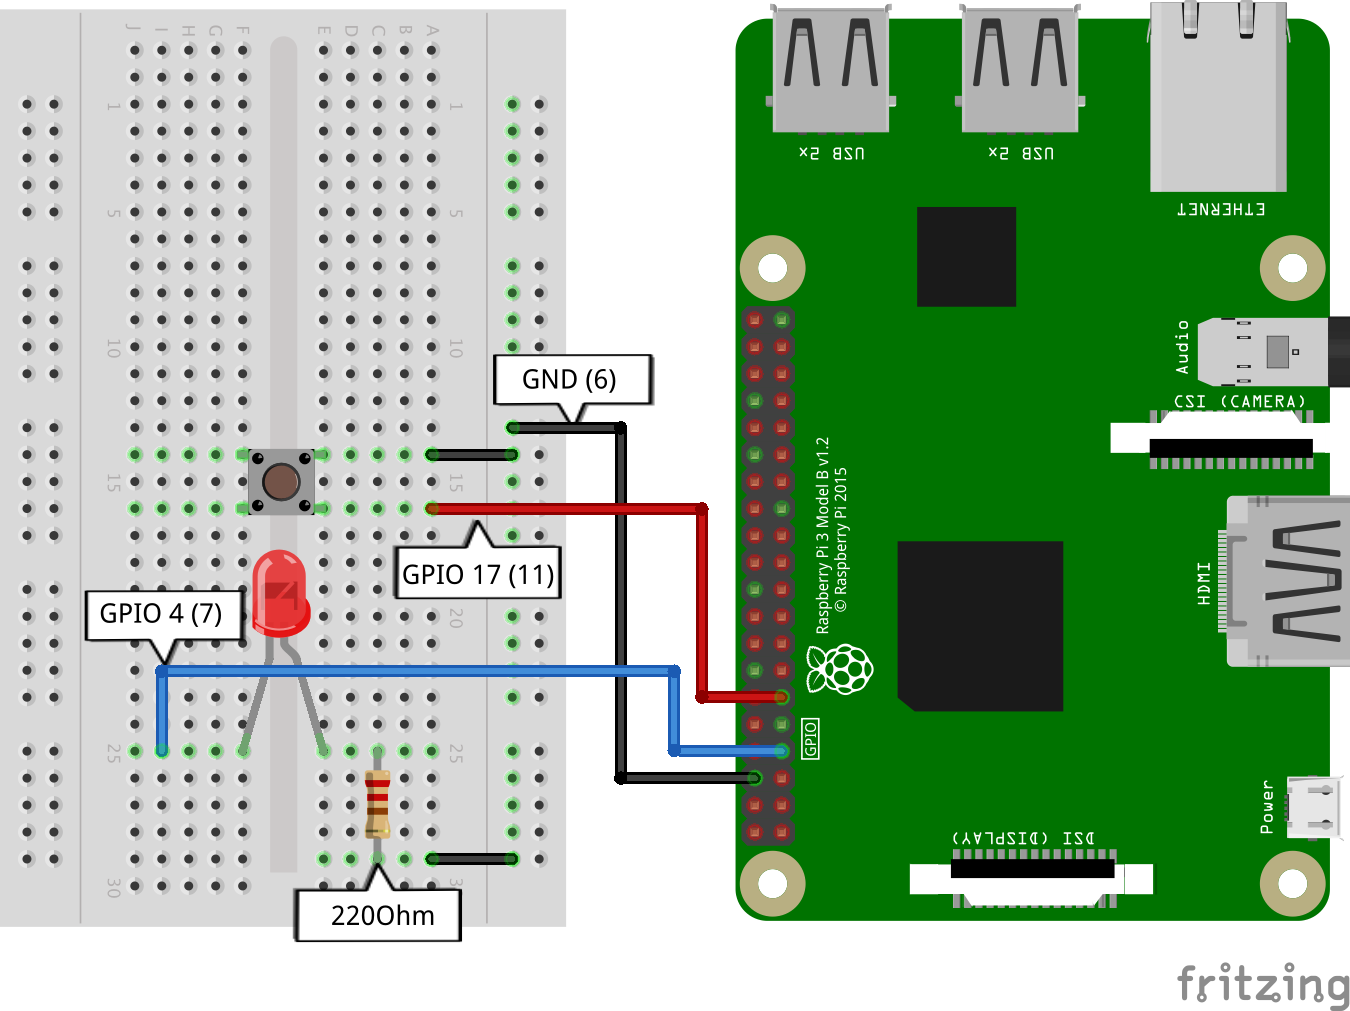 J I H G F E D C B A
1 1
5 5
10 10
15 15
20
25 25
30 3
GND (6)
GPIO 17 (11)
GPIO 4 (7)
220Ohm
USB 2x
USB 2x
ETHERNET
Audio
CSI (CAMERA)
Raspberry Pi 3 Model B v1.2
© Raspberry Pi 2015
HDMI
GPIO
Power
DSI (DISPLAY)
fritzing